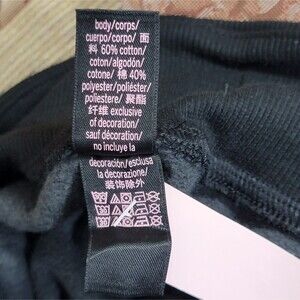 body/corps/
cuerpo/corpo/ 面
料 60% cotton/
coton/algodón/
cotone/ 棉 40%
polyester/poliéster/
poliestere/ 聚酯
纤维 exclusive
of decoration/
sauf décoration/
no incluye la
decoración/esclusa
la decorazione/
装饰除外